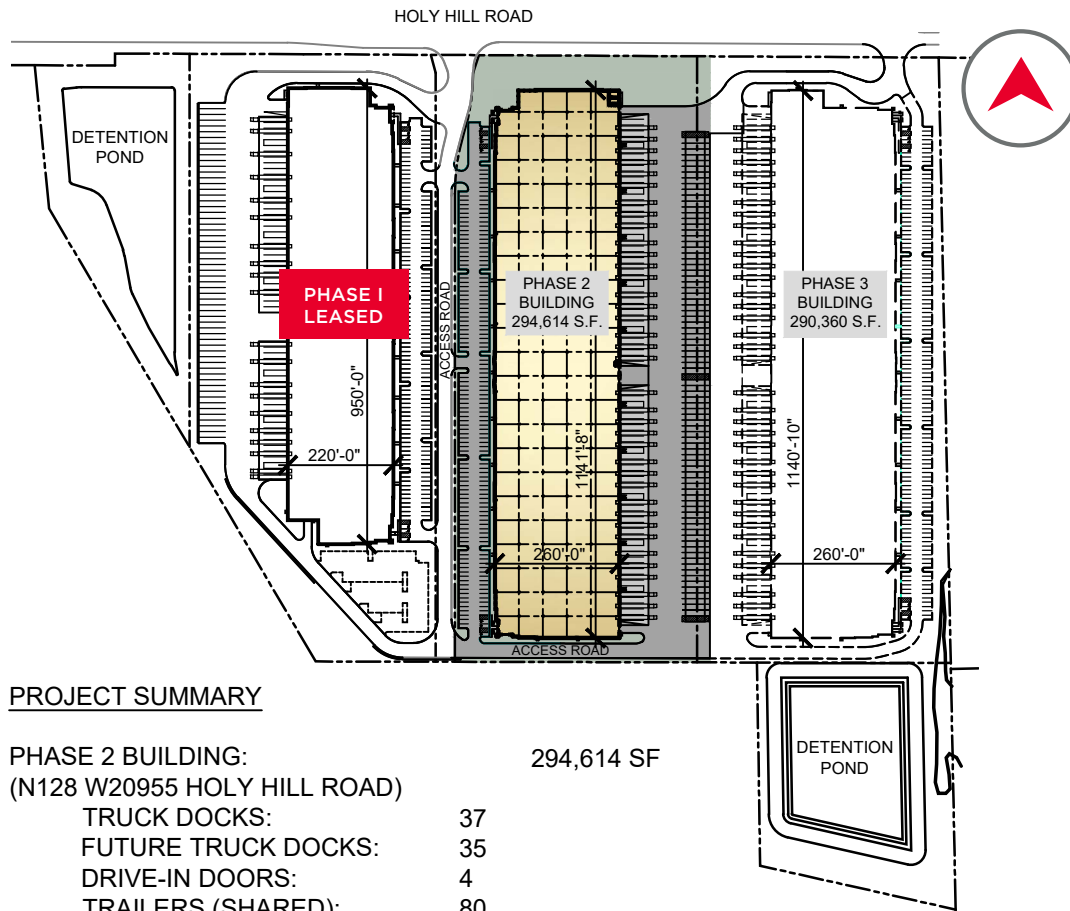 HOLY HILL ROAD
DETENTION
POND
PHASE I
LEASED
950'-0"
220'-0"
ACCESS ROAD
PHASE 2
BUILDING
294,614 S.F.
1141'-8"
260'-0"
ACCESS ROAD
PHASE 3
BUILDING
290,360 S.F.
1140'-10"
260'-0"
DETENTION
POND
PROJECT SUMMARY
PHASE 2 BUILDING: 294,614 SF
(N128 W20955 HOLY HILL ROAD)
TRUCK DOCKS: 37
FUTURE TRUCK DOCKS: 35
DRIVE-IN DOORS: 4
TRAILERS (SHARED): 80